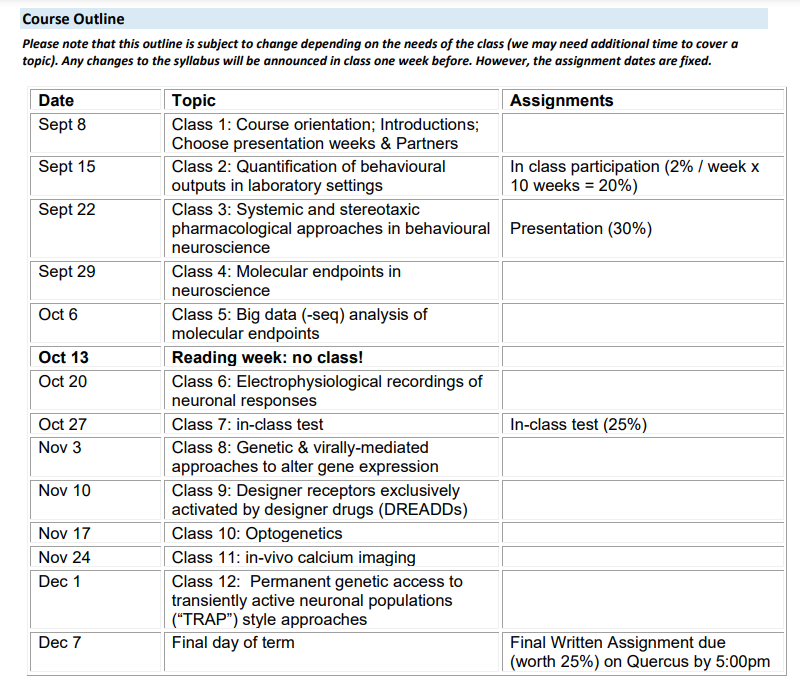 Course Outline
Please note that this outline is subject to change depending on the needs of the class (we may need additional time to cover a
topic). Any changes to the syllabus will be announced in class one week before. However, the assignment dates are fixed.
Date Topic Assignments
Sept 8 Class 1: Course orientation; Introductions;
Choose presentation weeks & Partners
Sept 15 Class 2: Quantification of behavioural In class participation (2% / week x
outputs in laboratory settings 10 weeks = 20%)
Sept 22 Class 3: Systemic and stereotaxic
pharmacological approaches in behavioural Presentation (30%)
neuroscience
Sept 29 Class 4: Molecular endpoints in
neuroscience
Oct 6 Class 5: Big data (-seq) analysis of
molecular endpoints
Oct 13 Reading week: no class!
Oct 20 Class 6: Electrophysiological recordings of
neuronal responses
Oct 27 Class 7: in-class test In-class test (25%)
Nov 3 Class 8: Genetic & virally-mediated
approaches to alter gene expression
Nov 10 Class 9: Designer receptors exclusively
activated by designer drugs (DREADDs)
Nov 17 Class 10: Optogenetics
Nov 24 Class 11: in-vivo calcium imaging
Dec 1 Class 12: Permanent genetic access to
transiently active neuronal populations
(“TRAP”) style approaches
Dec 7 Final day of term Final Written Assignment due
(worth 25%) on Quercus by 5:00pm